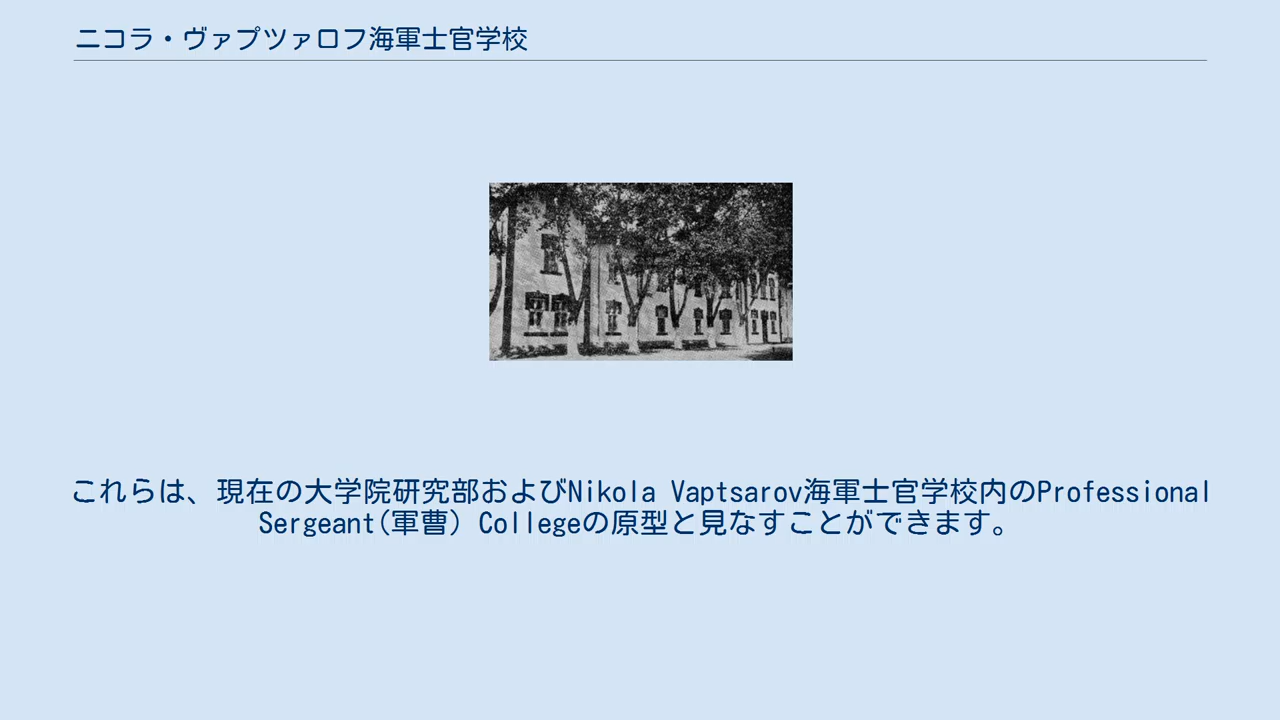 ニコラ・ヴァプツァロフ海軍士官学校
これらは、現在の大学院研究部およびNikola Vaptsarov海軍士官学校内のProfessional
Sergeant(軍曹) Collegeの原型と見なすことができます。